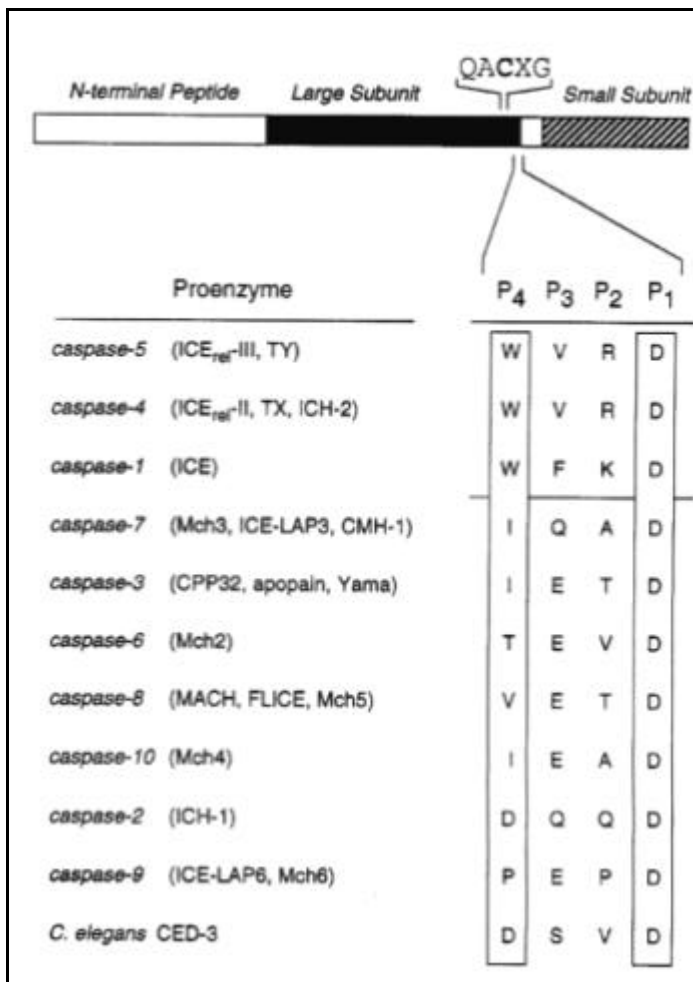 QACXG
N-terminal Peptide Large Subunit Small Subunit
Proenzyme P4 P3 P2 P1
caspase-5 (ICErel-III, TY) W V R D
caspase-4 (ICErel-II, TX, ICH-2) W V R D
caspase-1 (ICE) W F K D
caspase-7 (Mch3, ICE-LAP3, CMH-1) I Q A D
caspase-3 (CPP32, apopain, Yama) I E T D
caspase-6 (Mch2) T E V D
caspase-8 (MACH, FLICE, Mch5) V E T D
caspase-10 (Mch4) I E A D
caspase-2 (ICH-1) D Q Q D
caspase-9 (ICE-LAP6, Mch6) P E P D
C. elegans CED-3 D S V D